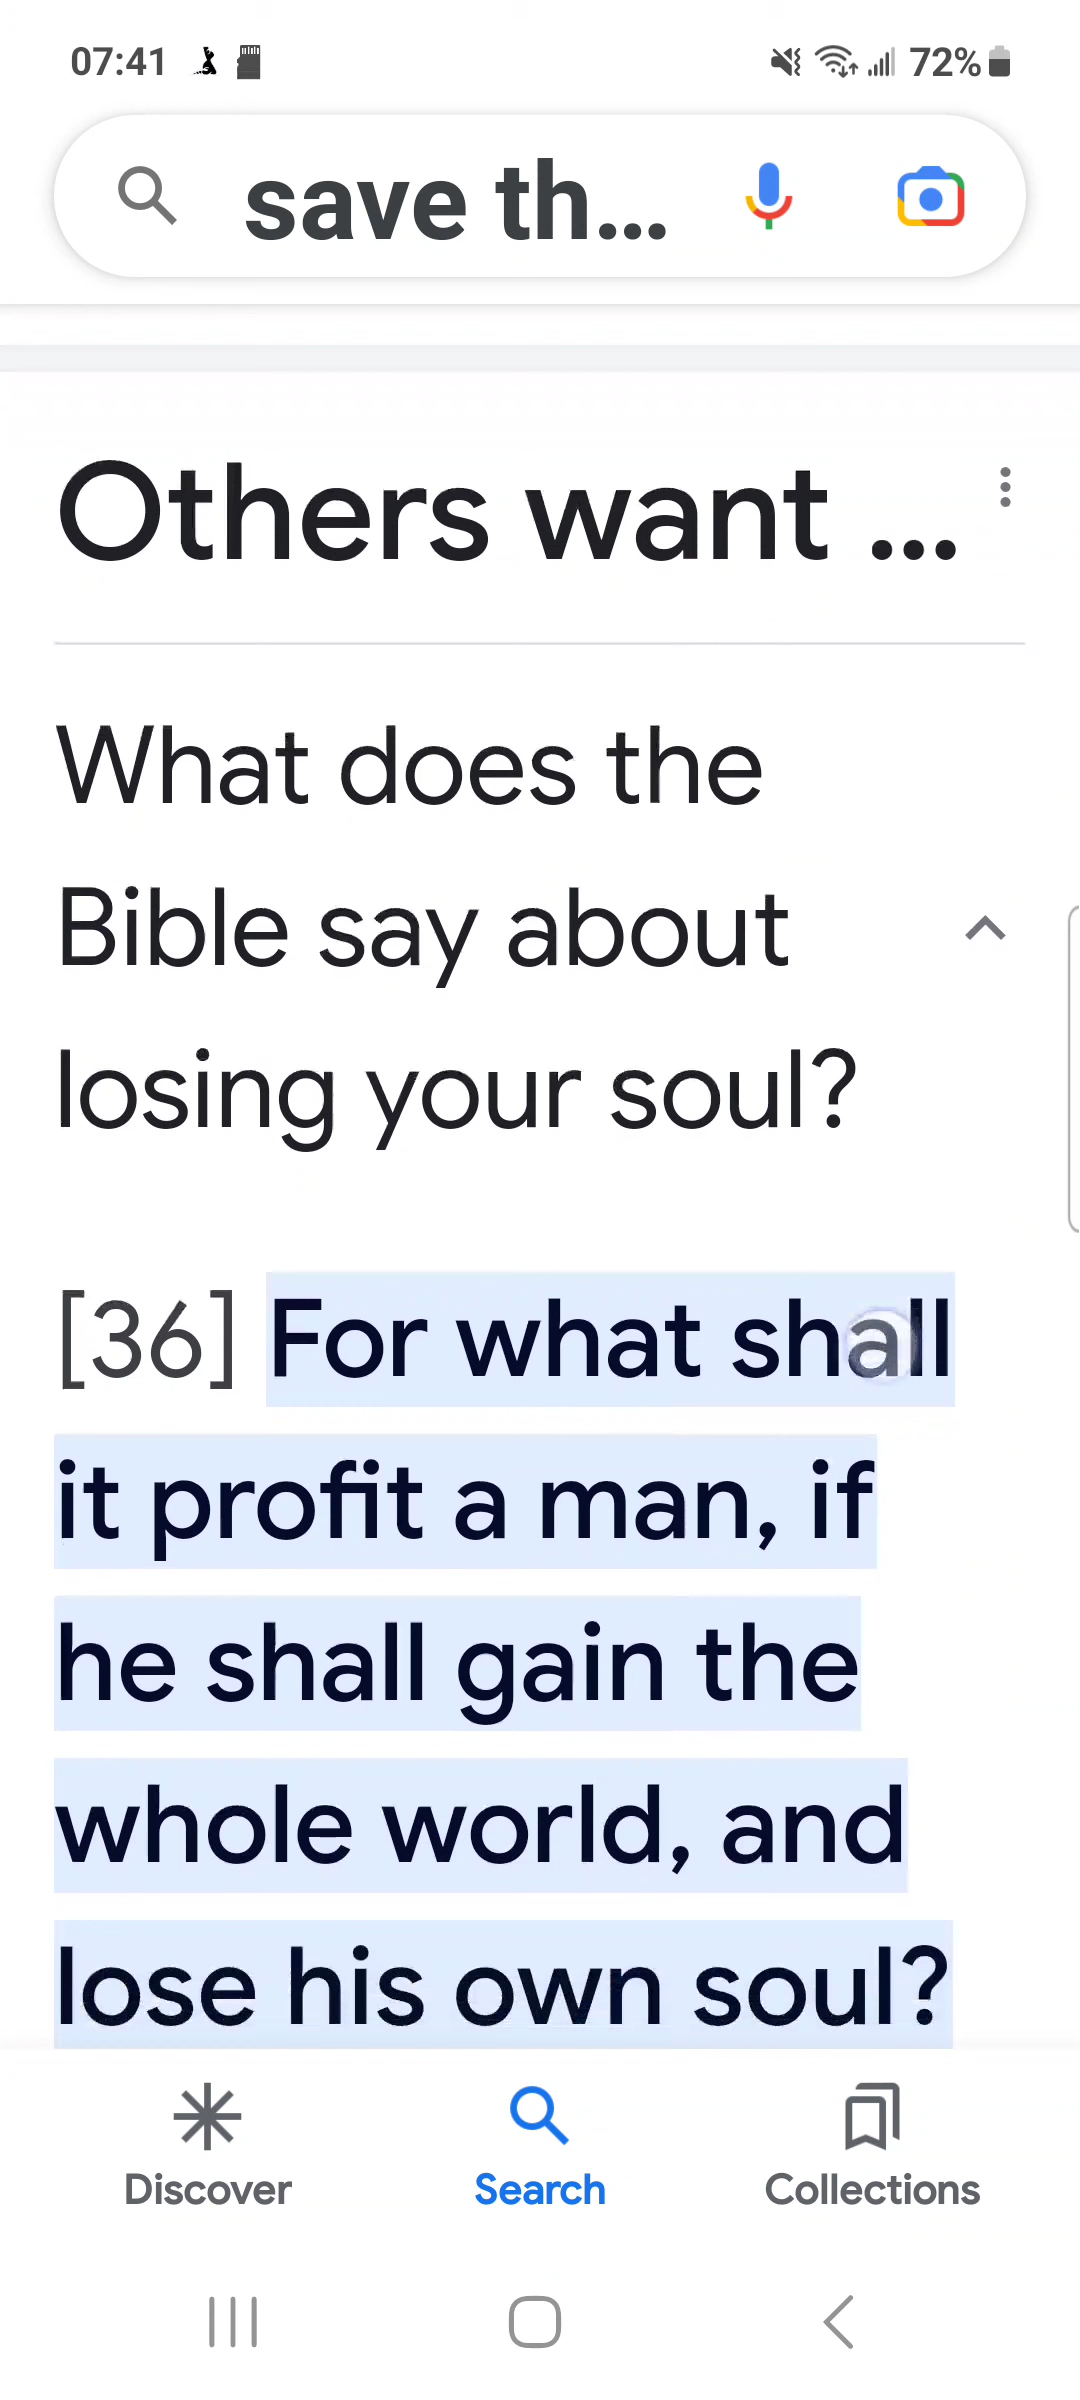 07:41 72%
save th...
Others want ...
What does the
Bible say about
losing your soul?
[36] For what shall
it profit a man, if
he shall gain the
whole world, and
lose his own soul?
Discover Search Collections